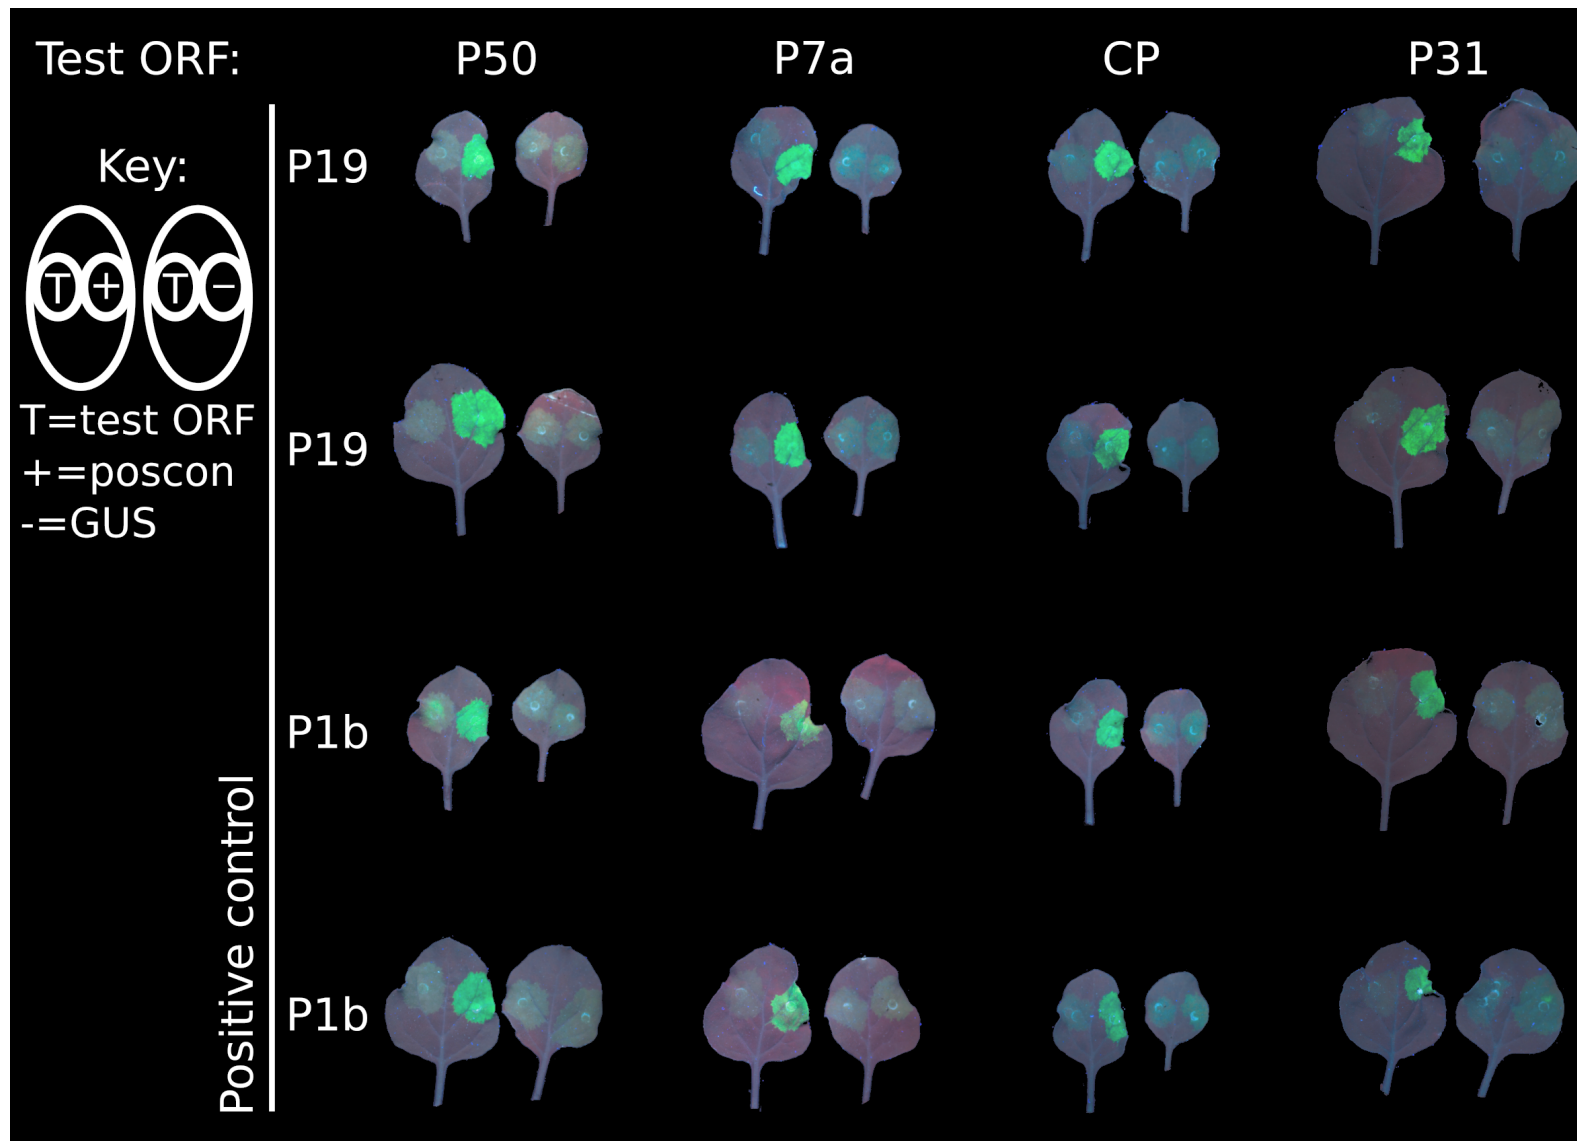 Test ORF: P50 P7a CP P31
Key:
T + T −
T=test ORF
+=poscon
-=GUS
Positive control
P19
P19
P1b
P1b